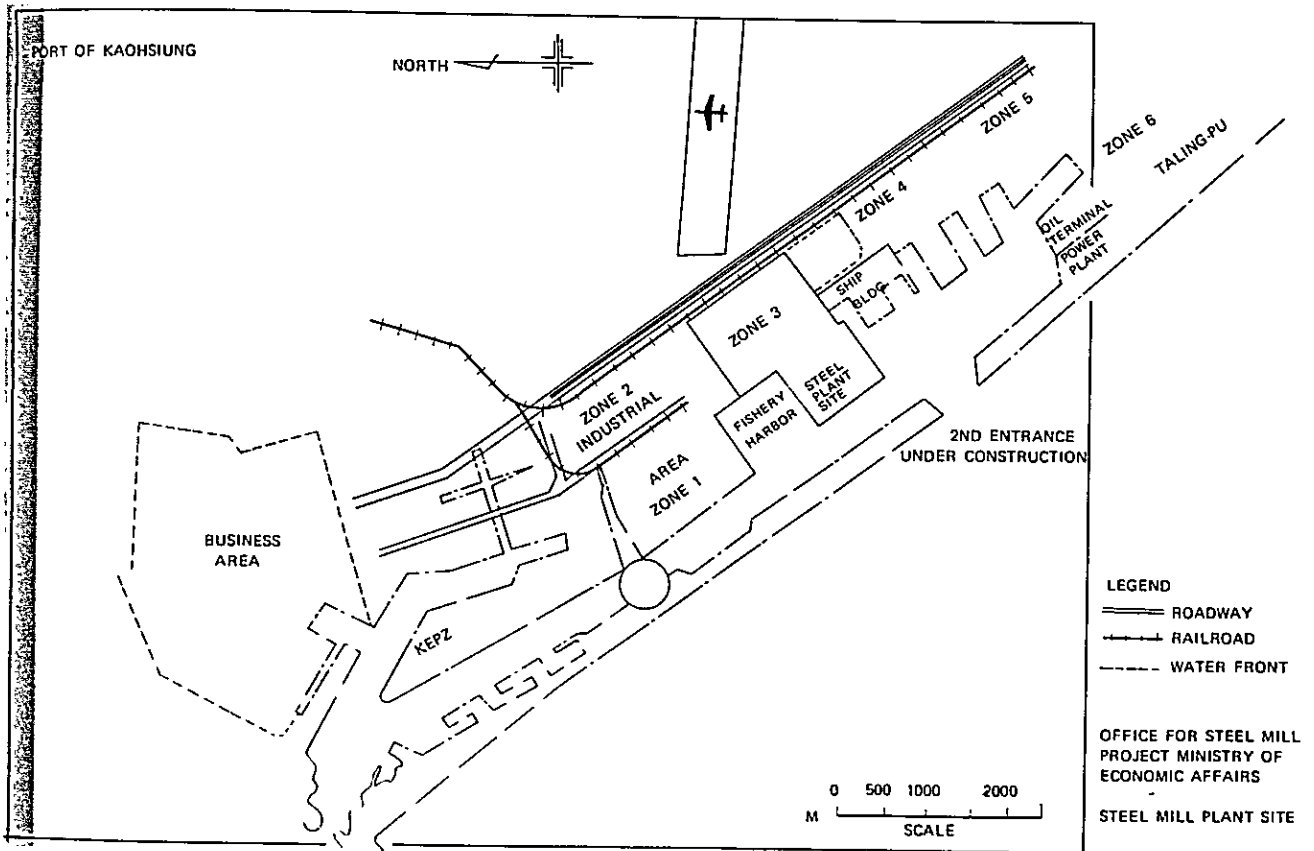 PORT OF KAOHSIUNG
NORTH
ZONE 5
ZONE 6
TALING-PU
ZONE 4
OIL
TERMINAL
POWER
PLANT
SHIP
BLDG
ZONE 3
STEEL
PLANT
SITE
ZONE 2
INDUSTRIAL
FISHERY
HARBOR
2ND ENTRANCE
UNDER CONSTRUCTION
AREA
ZONE 1
BUSINESS
AREA
KEPZ
LEGEND
ROADWAY
RAILROAD
WATER FRONT
OFFICE FOR STEEL MILL
PROJECT MINISTRY OF
ECONOMIC AFFAIRS
STEEL MILL PLANT SITE
0 500 1000 2000
M
SCALE